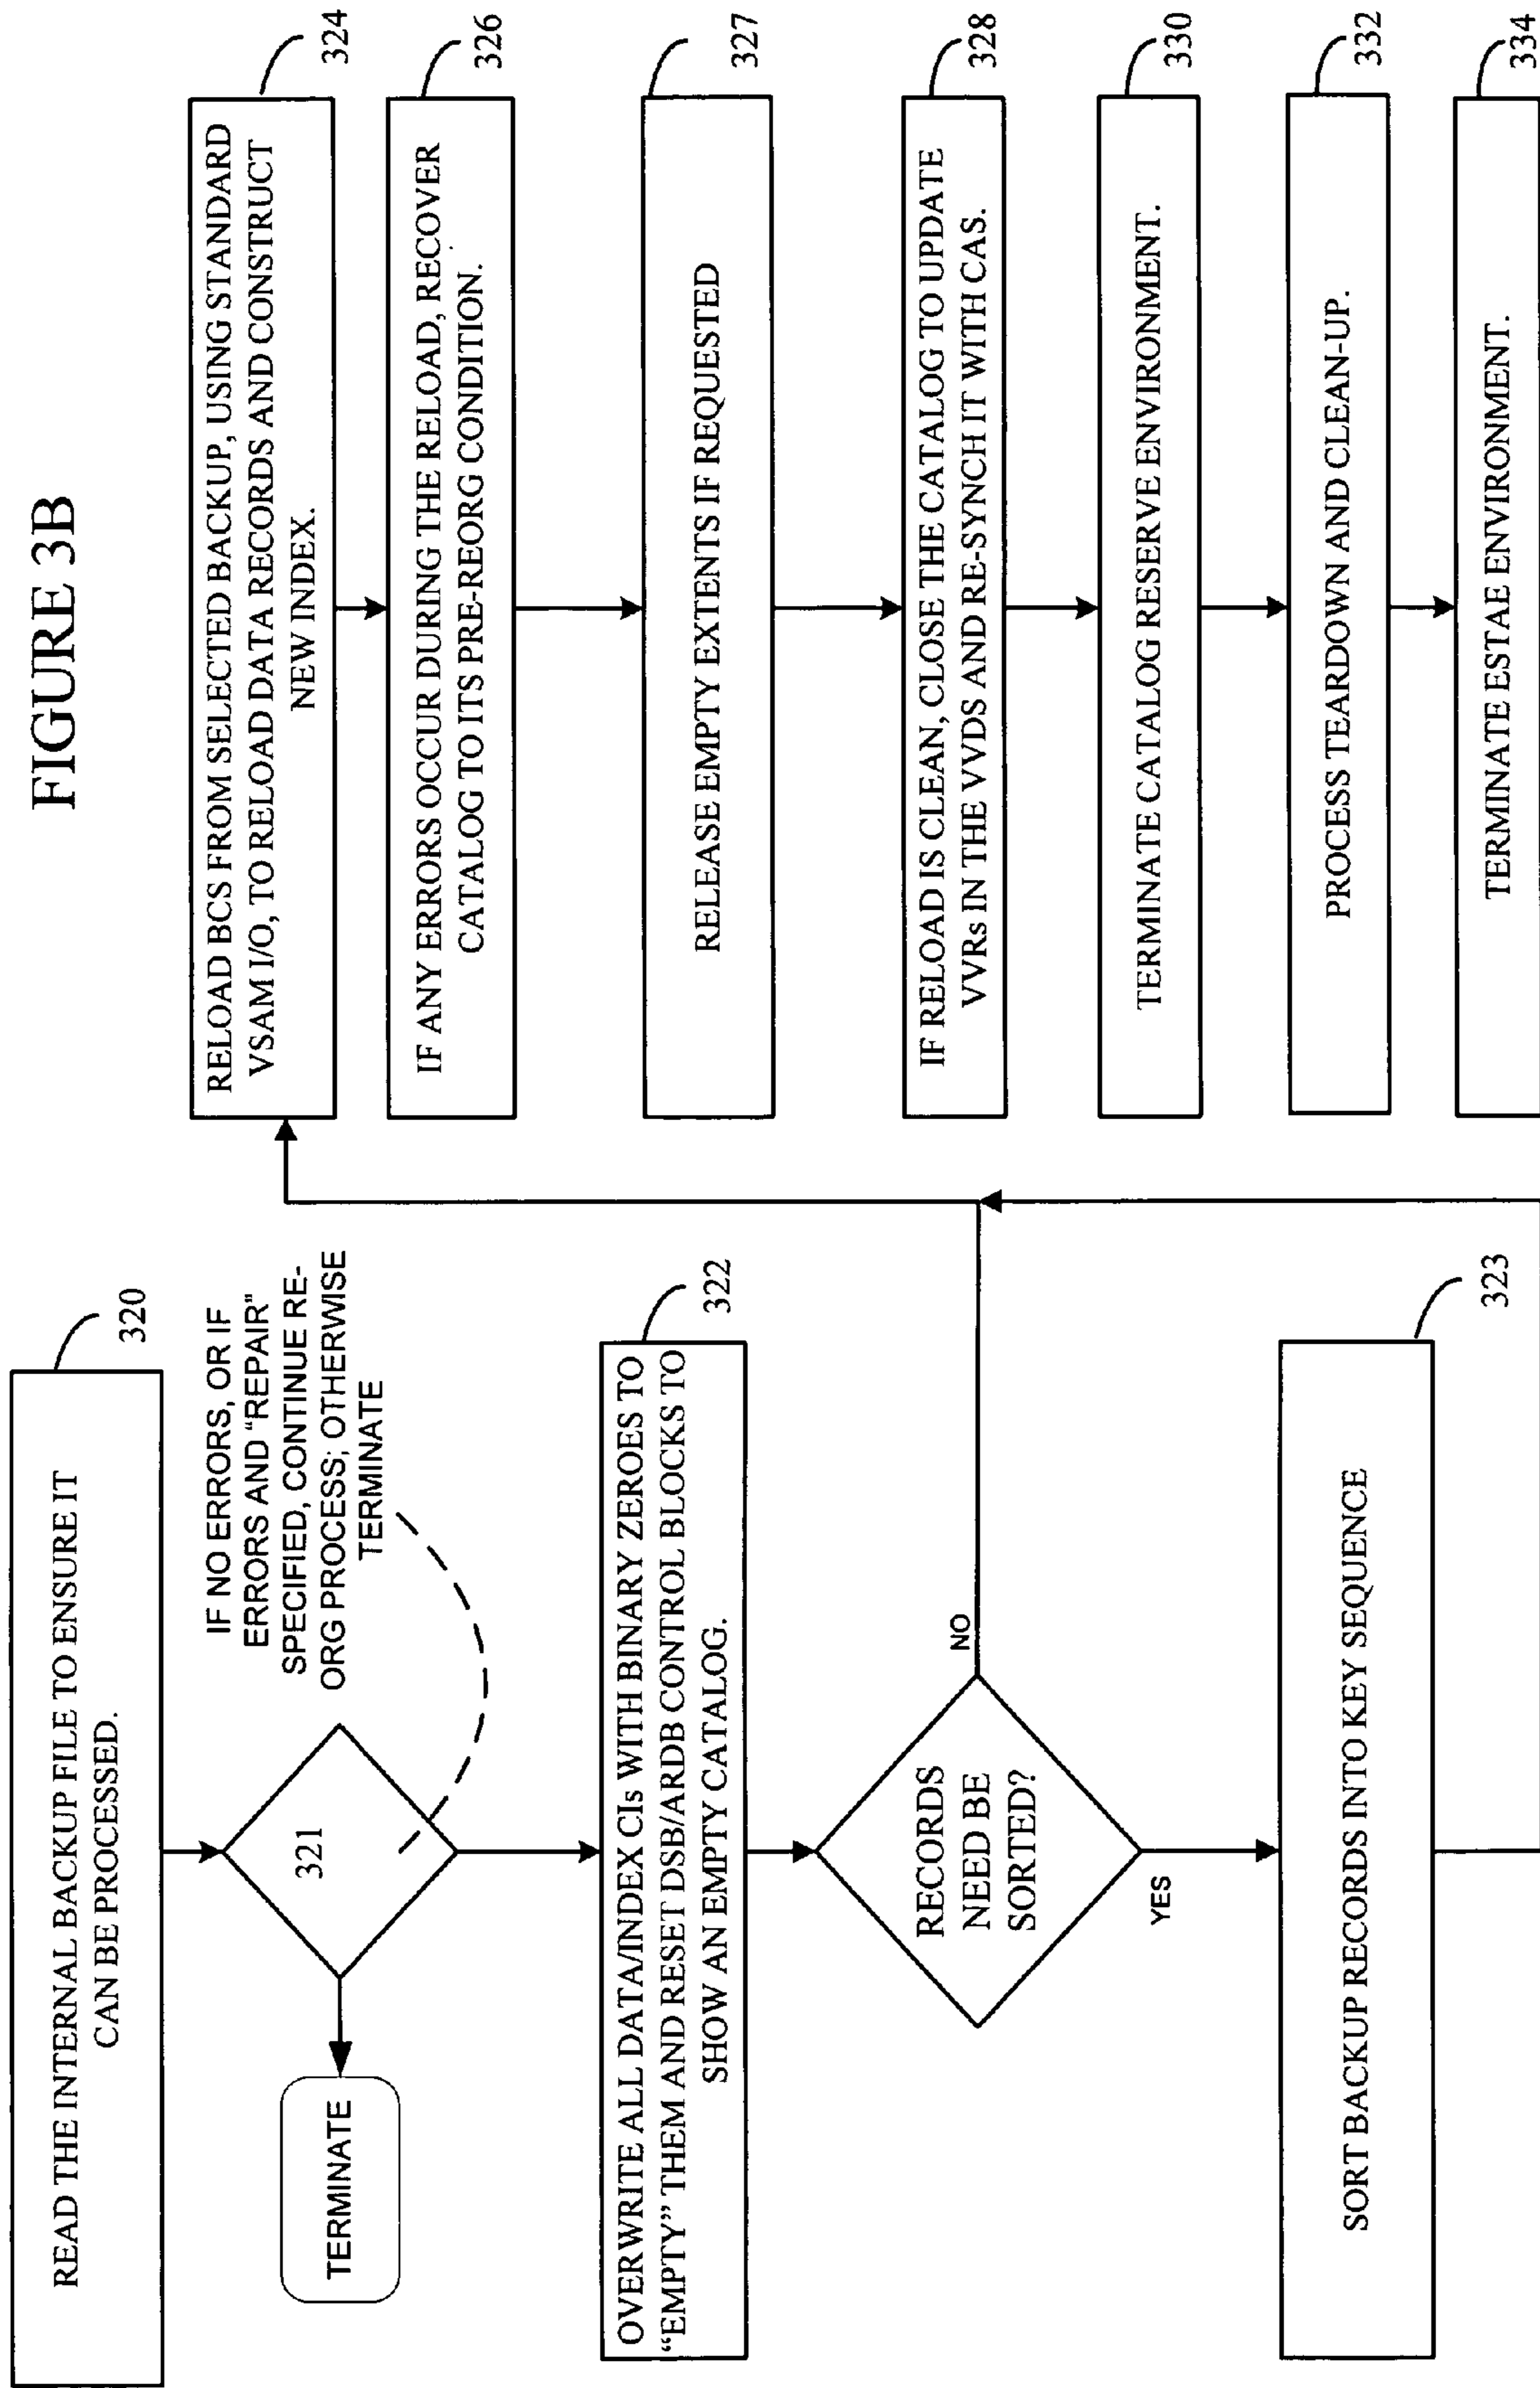 FIGURE 3B
READ THE INTERNAL BACKUP FILE TO ENSURE IT
CAN BE PROCESSED.
320
321
IF NO ERRORS, OR IF
ERRORS AND "REPAIR"
SPECIFIED, CONTINUE RE-
ORG PROCESS; OTHERWISE
TERMINATE
TERMINATE
OVERWRITE ALL DATA/INDEX CIs WITH BINARY ZEROES TO
“EMPTY” THEM AND RESET DSB/ARDB CONTROL BLOCKS TO
SHOW AN EMPTY CATALOG.
322
RECORDS
NEED BE
SORTED?
NO
YES
SORT BACKUP RECORDS INTO KEY SEQUENCE
323
RELOAD BCS FROM SELECTED BACKUP, USING STANDARD
VSAM I/O, TO RELOAD DATA RECORDS AND CONSTRUCT
NEW INDEX.
324
IF ANY ERRORS OCCUR DURING THE RELOAD, RECOVER
CATALOG TO ITS PRE-REORG CONDITION.
326
RELEASE EMPTY EXTENTS IF REQUESTED
327
IF RELOAD IS CLEAN, CLOSE THE CATALOG TO UPDATE
VVRs IN THE VVDS AND RE-SYNCH IT WITH CAS.
328
TERMINATE CATALOG RESERVE ENVIRONMENT.
330
PROCESS TEARDOWN AND CLEAN-UP.
332
TERMINATE ESTAE ENVIRONMENT.
334